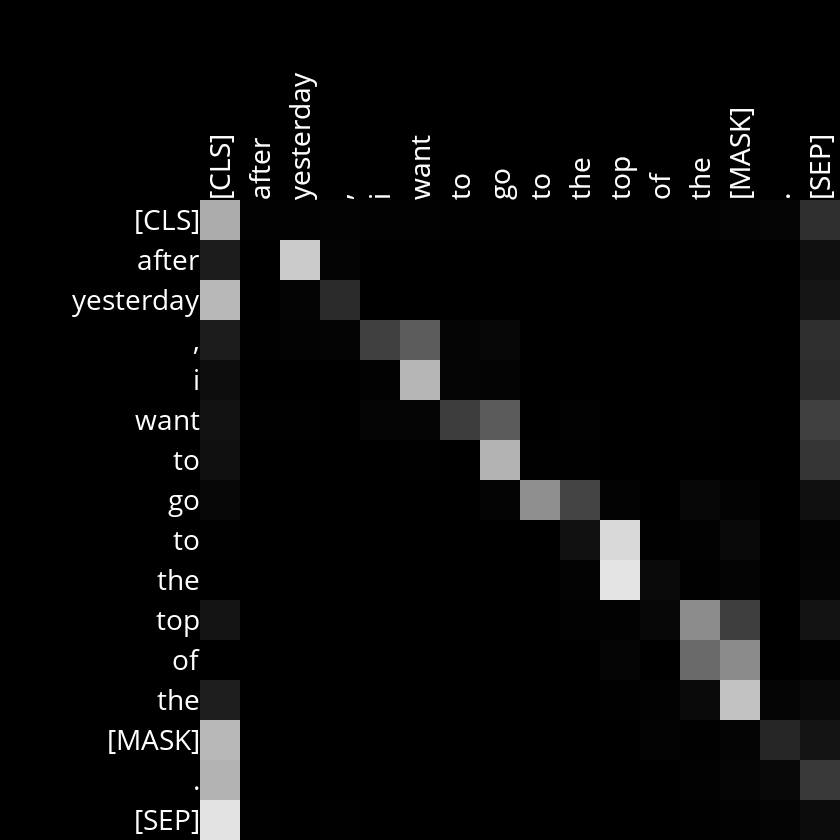 [CLS] after yesterday , i want to go to the top of the [MASK] . [SEP]
[CLS]
after
yesterday
,
i
want
to
go
to
the
top
of
the
[MASK]
.
[SEP]